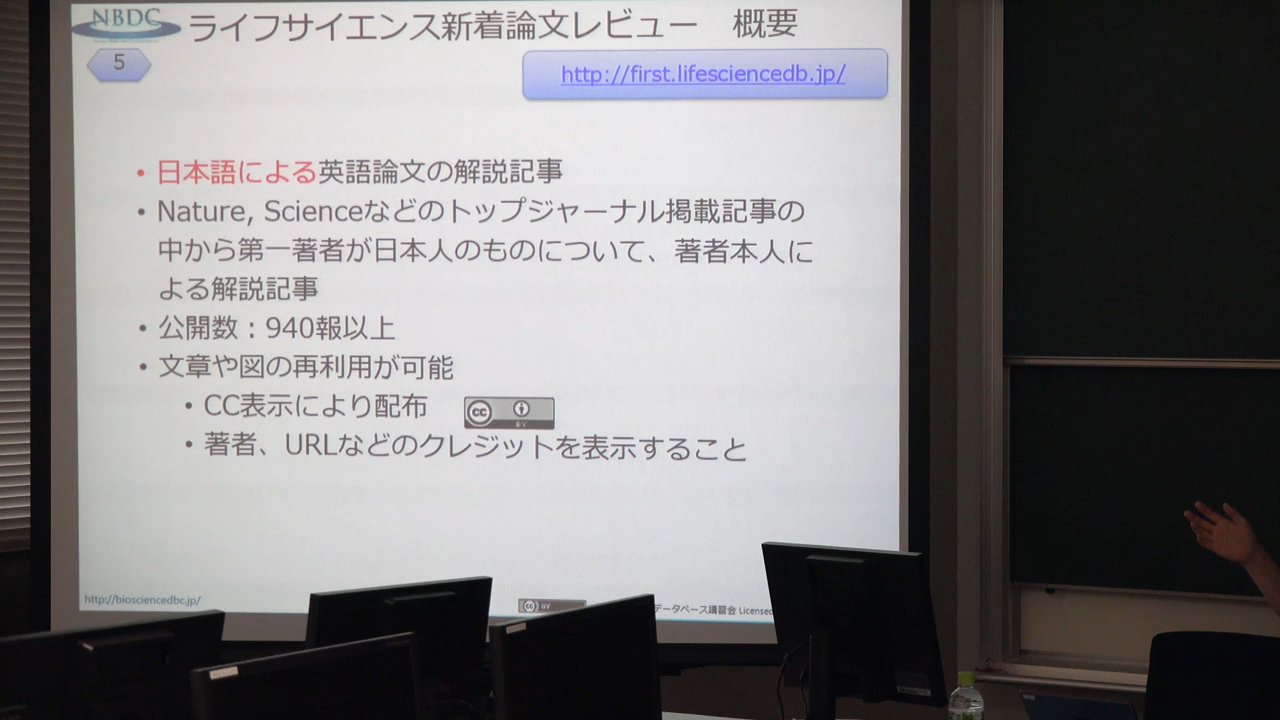 NBDC
ライフサイエンス新着論文レビュー 概要
5
http://first.lifesciencedb.jp/
• 日本語による英語論文の解説記事
• Nature, Scienceなどのトップジャーナル掲載記事の
中から第一著者が日本人のものについて、著者本人に
よる解説記事
• 公開数：940報以上
• 文章や図の再利用が可能
• CC表示により配布
cc
BY
• 著者、URLなどのクレジットを表示すること
http://biosciencedbc.jp/
cc BY
データベース講習会 Licensed